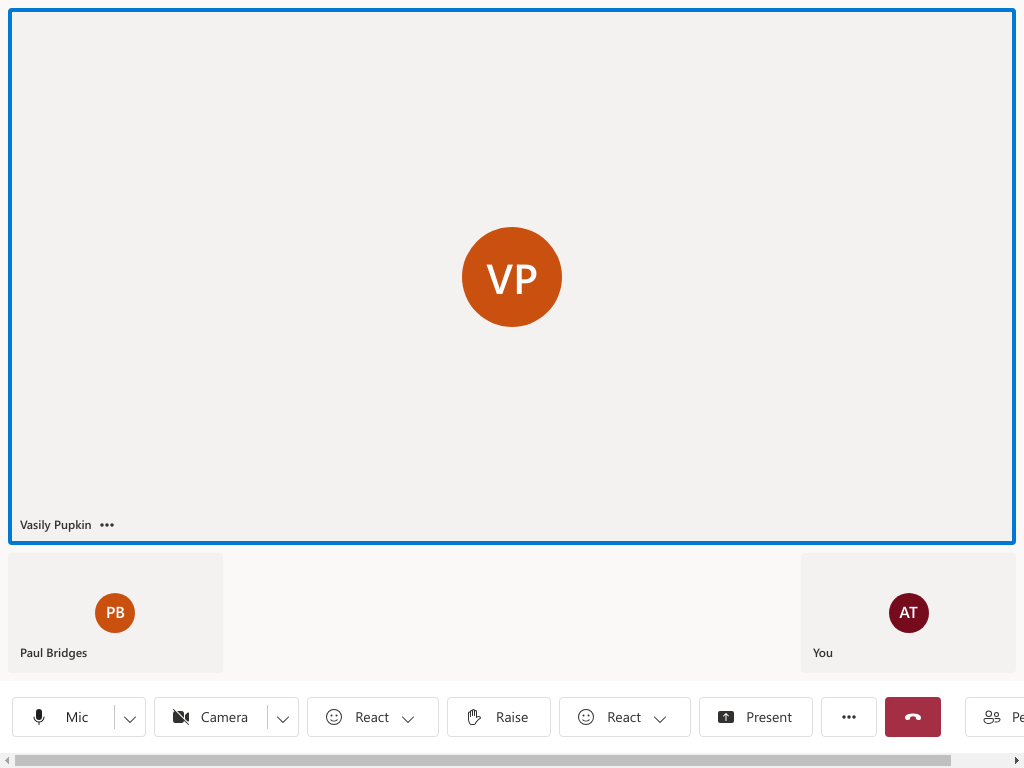 VP
Vasily Pupkin
PB
Paul Bridges
AT
You
Mic
Camera
React
Raise
React
Present
Pe